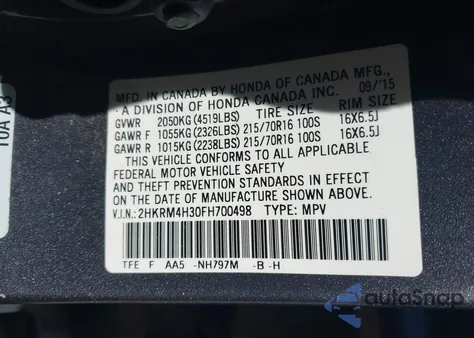 MFD. IN CANADA BY HONDA OF CANADA MFG.,
A DIVISION OF HONDA CANADA INC. 09/'15
GVWR 2050KG (4519LBS) TIRE SIZE RIM SIZE
GAWR F 1055KG (2326LBS) 215/70R16 100S 16X6.5J
GAWR R 1015KG (2238LBS) 215/70R16 100S 16X6.5J
THIS VEHICLE CONFORMS TO ALL APPLICABLE
FEDERAL MOTOR VEHICLE SAFETY
AND THEFT PREVENTION STANDARDS IN EFFECT
ON THE DATE OF MANUFACTURE SHOWN ABOVE.
V.I.N.: 2HKRM4H30FH700498 TYPE: MPV
TFE F AA5 -NH797M -B -H
10A A3
autoSnap